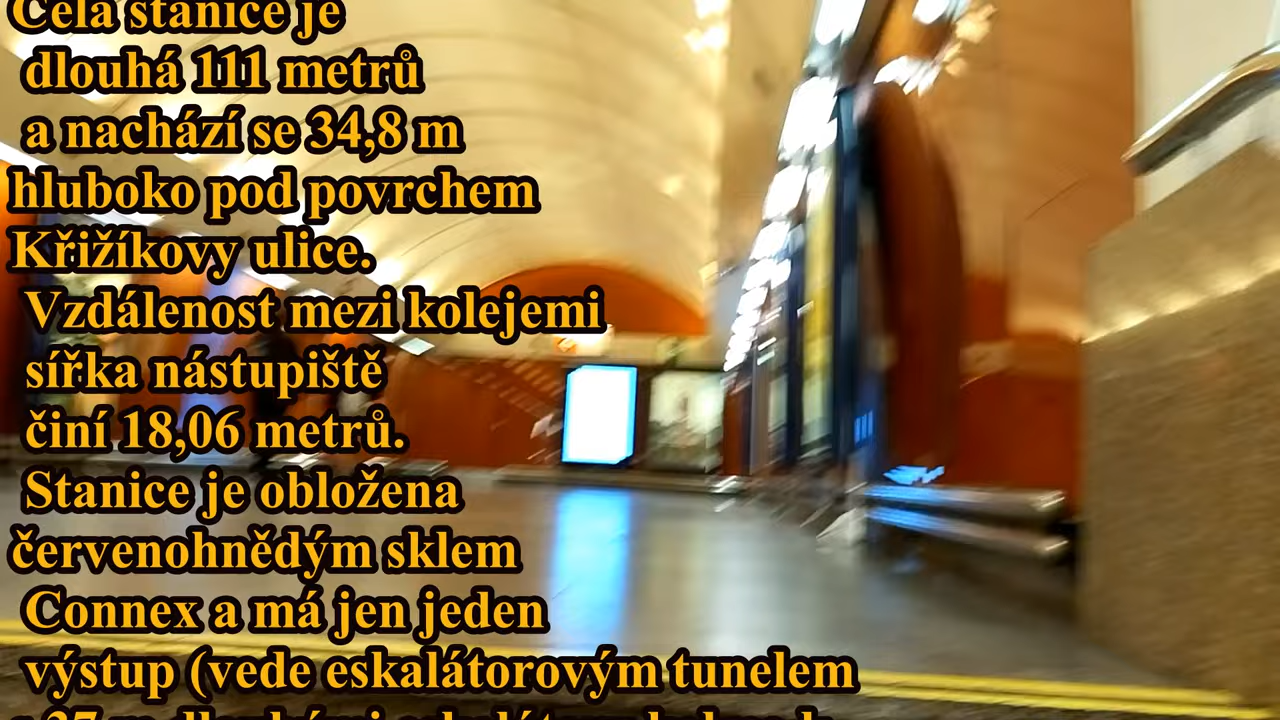 Celá stanice je
dlouhá 111 metrů
a nachází se 34,8 m
hluboko pod povrchem
Křižíkovy ulice.
Vzdálenost mezi kolejemi
sířka nástupiště
činí 18,06 metrů.
Stanice je obložena
červenohnědým sklem
Connex a má jen jeden
výstup (vede eskalátorovým tunelem